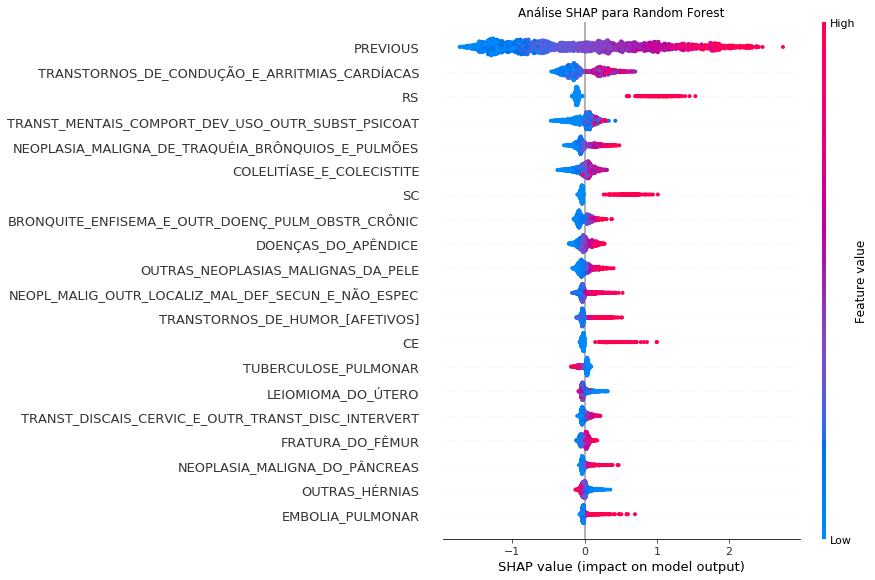 Análise SHAP para Random Forest
High
PREVIOUS
TRANSTORNOS_DE_CONDUÇÃO_E_ARRITMIAS_CARDÍACAS
RS
TRANST_MENTAIS_COMPORT_DEV_USO_OUTR_SUBST_PSICOAT
NEOPLASIA_MALIGNA_DE_TRAQUÉIA_BRÔNQUIOS_E_PULMÕES
COLELITÍASE_E_COLECISTITE
SC
BRONQUITE_ENFISEMA_E_OUTR_DOENÇ_PULM_OBSTR_CRÔNIC
DOENÇAS_DO_APÊNDICE
OUTRAS_NEOPLASIAS_MALIGNAS_DA_PELE
NEOPL_MALIG_OUTR_LOCALIZ_MAL_DEF_SECUN_E_NÃO_ESPEC
TRANSTORNOS_DE_HUMOR_[AFETIVOS]
CE
TUBERCULOSE_PULMONAR
LEIOMIOMA_DO_ÚTERO
TRANST_DISCAIS_CERVIC_E_OUTR_TRANST_DISC_INTERVERT
FRATURA_DO_FÊMUR
NEOPLASIA_MALIGNA_DO_PÂNCREAS
OUTRAS_HÉRNIAS
EMBOLIA_PULMONAR
Feature value
Low
−1 0 1 2
SHAP value (impact on model output)